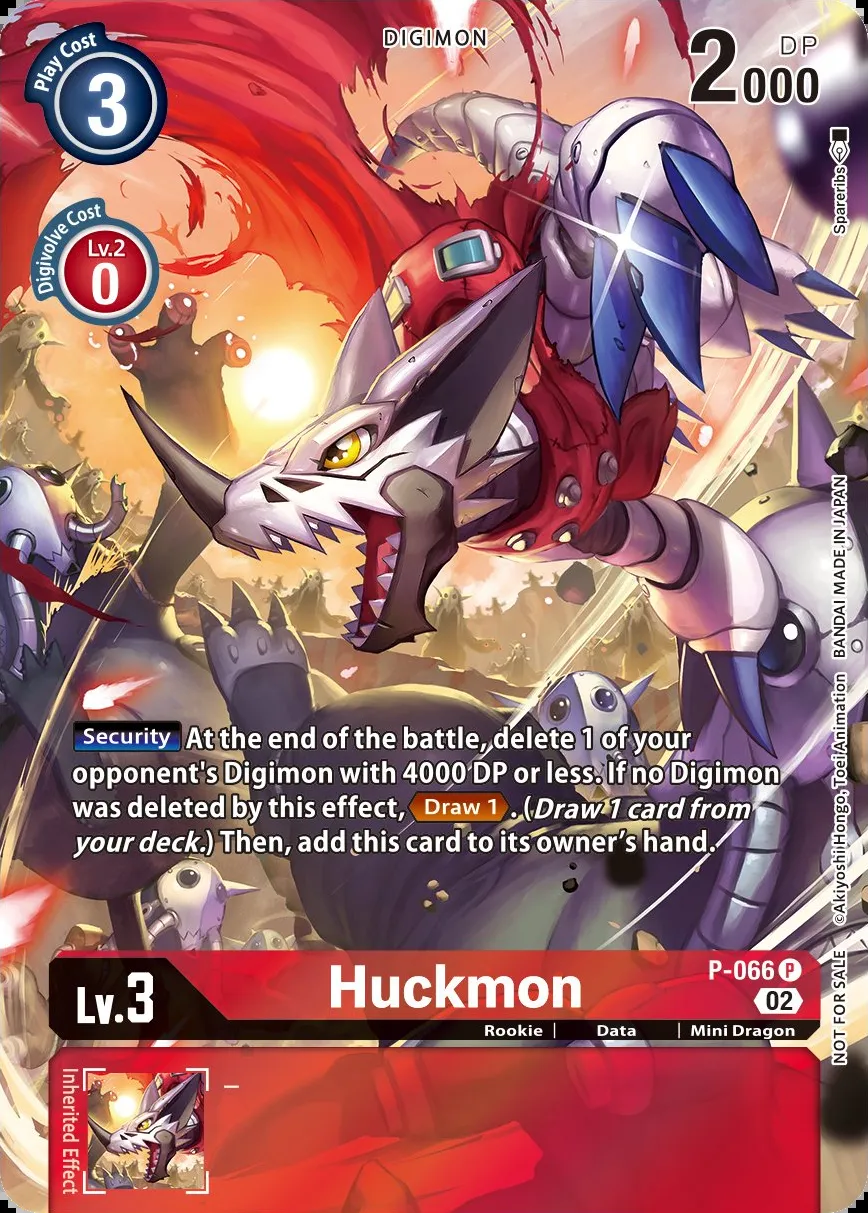 DIGIMON
Play Cost
3
DP
2000
Digivolve Cost
Lv.2
0
Spareribs
Security At the end of the battle, delete 1 of your
opponent's Digimon with 4000 DP or less. If no Digimon
was deleted by this effect, Draw 1. (Draw 1 card from
your deck.) Then, add this card to its owner's hand.
©Akiyoshi Hongo, Toei Animation BANDAI MADE IN JAPAN
NOT FOR SALE
Lv.3
Huckmon
P-066 P
02
Rookie | Data | Mini Dragon
Inherited Effect
–